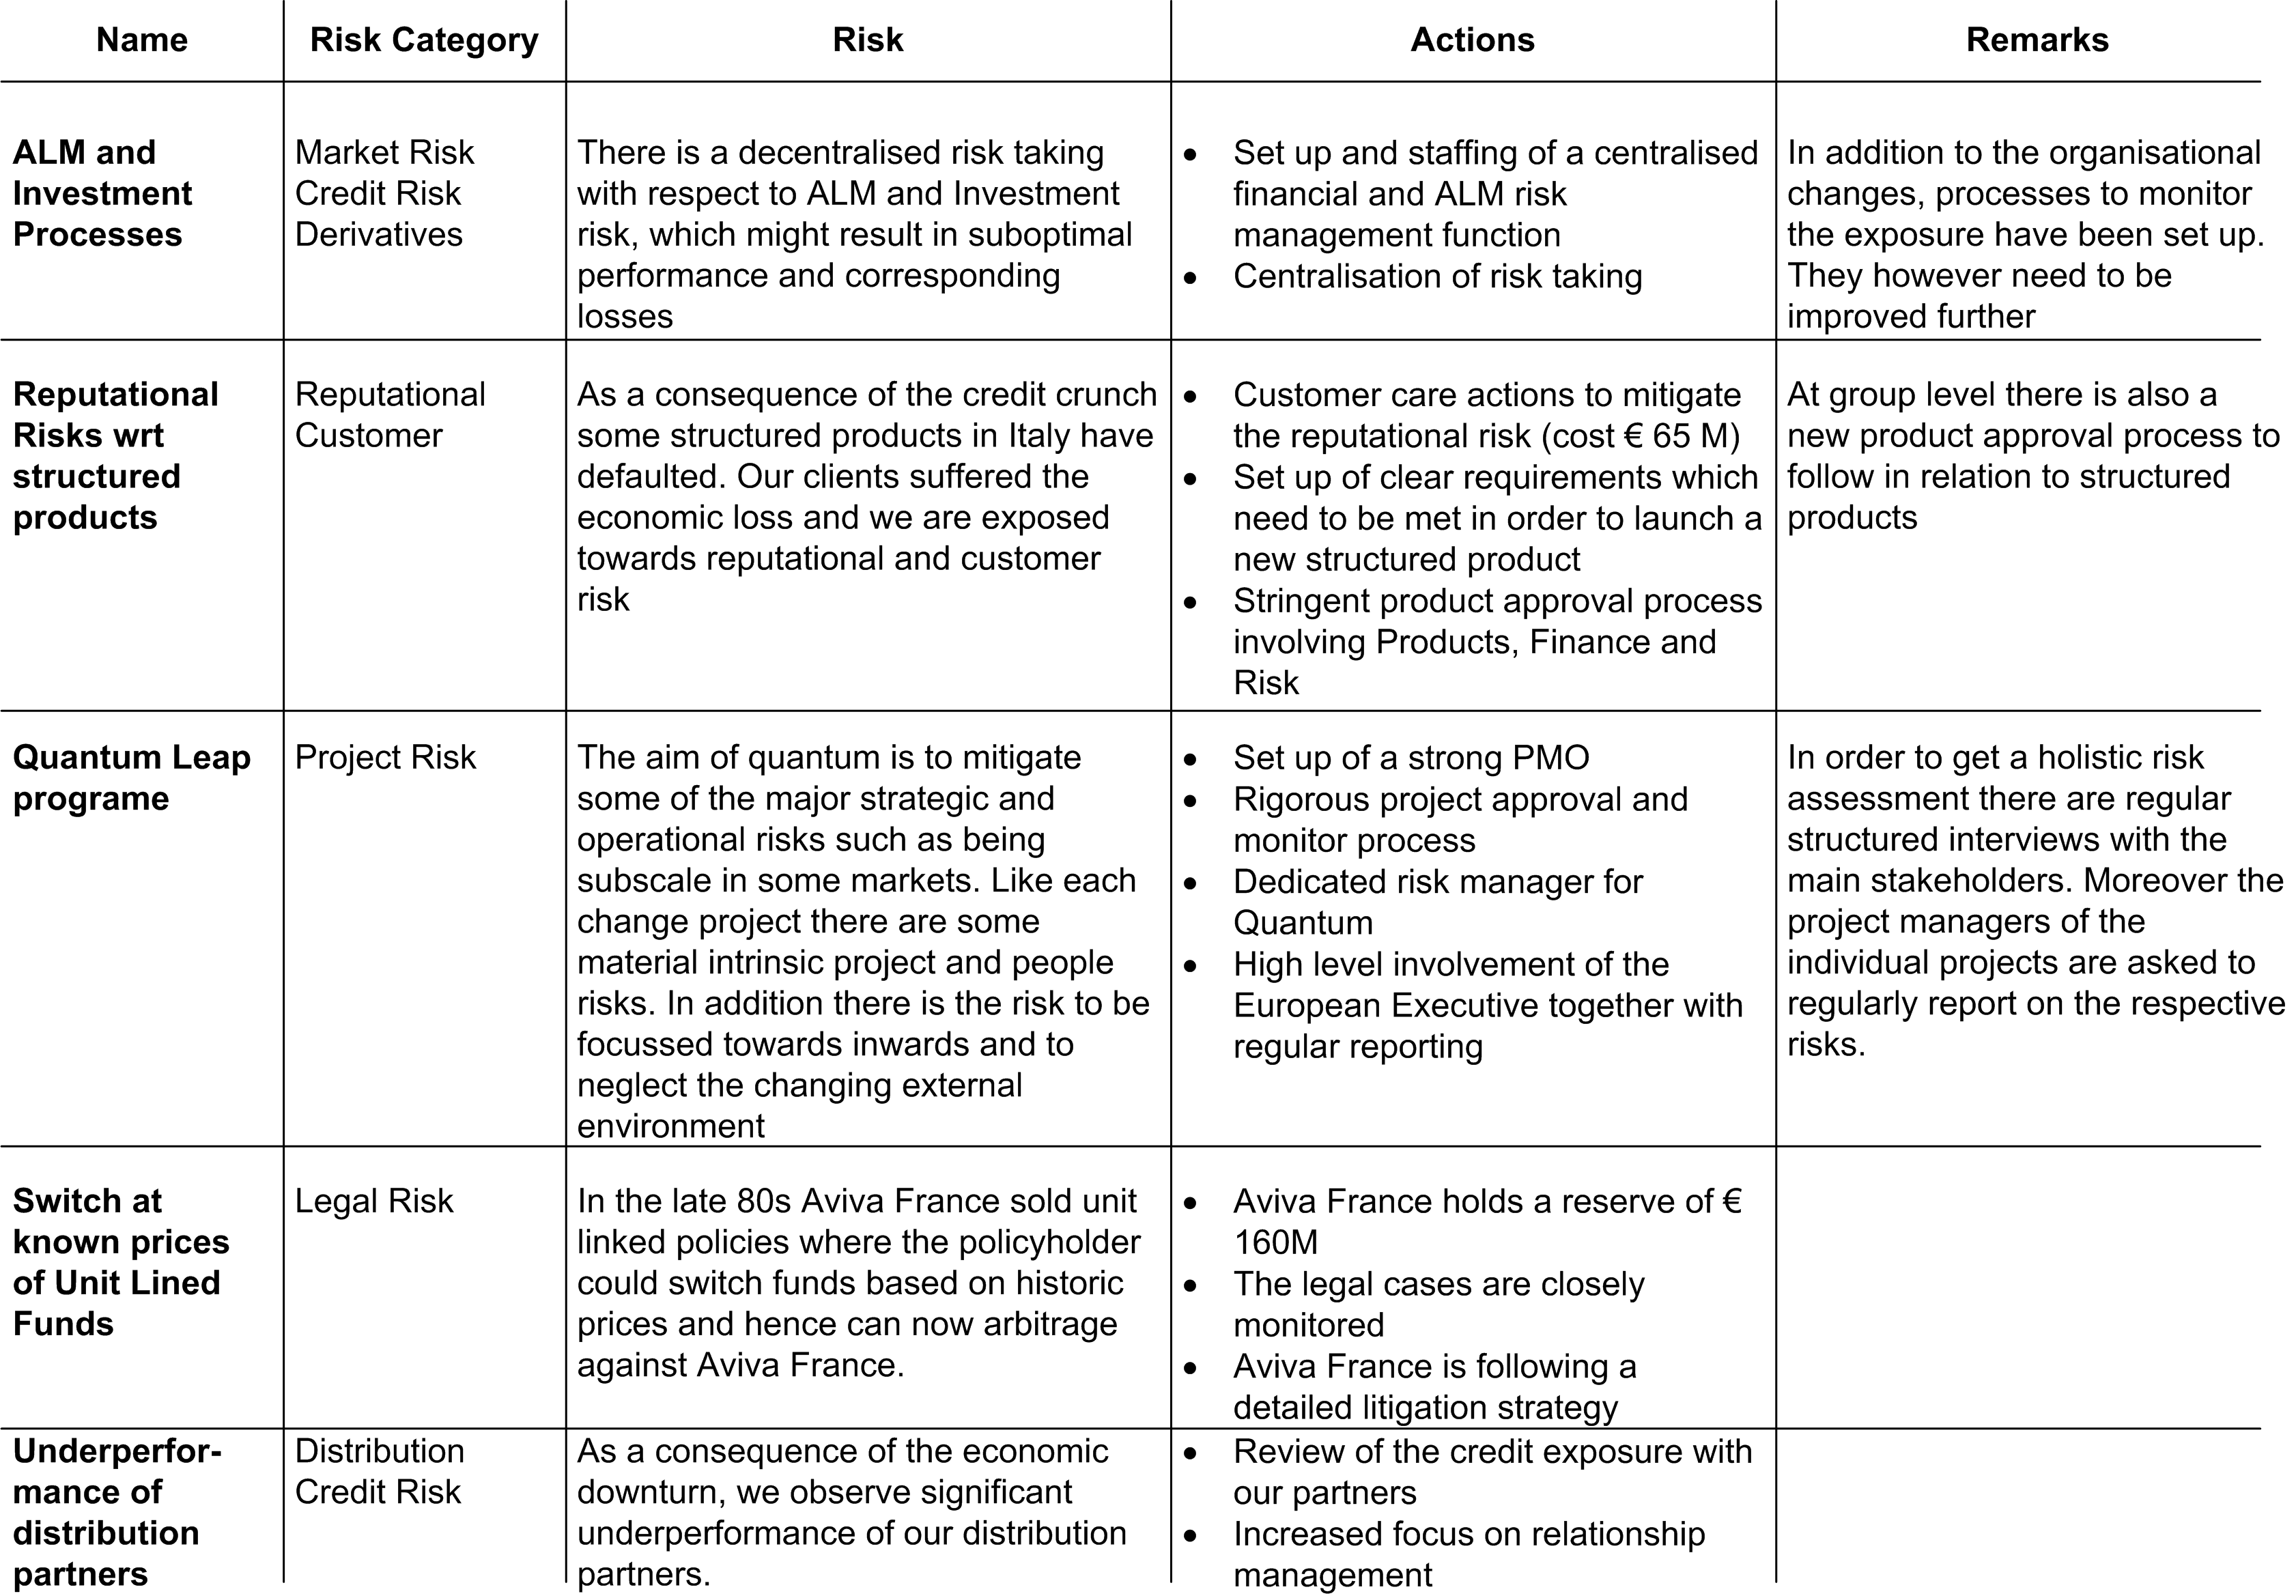 Name
Risk Category
Risk
Actions
Remarks
ALM and
Investment
Processes
Market Risk
Credit Risk
Derivatives
There is a decentralised risk taking
with respect to ALM and Investment
risk, which might result in suboptimal
performance and corresponding
losses
• Set up and staffing of a centralised
financial and ALM risk
management function
• Centralisation of risk taking
In addition to the organisational
changes, processes to monitor
the exposure have been set up.
They however need to be
improved further
Reputational
Risks wrt
structured
products
Reputational
Customer
As a consequence of the credit crunch
some structured products in Italy have
defaulted. Our clients suffered the
economic loss and we are exposed
towards reputational and customer
risk
• Customer care actions to mitigate
the reputational risk (cost € 65 M)
• Set up of clear requirements which
need to be met in order to launch a
new structured product
• Stringent product approval process
involving Products, Finance and
Risk
At group level there is also a
new product approval process to
follow in relation to structured
products
Quantum Leap
programe
Project Risk
The aim of quantum is to mitigate
some of the major strategic and
operational risks such as being
subscale in some markets. Like each
change project there are some
material intrinsic project and people
risks. In addition there is the risk to be
focussed towards inwards and to
neglect the changing external
environment
• Set up of a strong PMO
• Rigorous project approval and
monitor process
• Dedicated risk manager for
Quantum
• High level involvement of the
European Executive together with
regular reporting
In order to get a holistic risk
assessment there are regular
structured interviews with the
main stakeholders. Moreover the
project managers of the
individual projects are asked to
regularly report on the respective
risks.
Switch at
known prices
of Unit Lined
Funds
Legal Risk
In the late 80s Aviva France sold unit
linked policies where the policyholder
could switch funds based on historic
prices and hence can now arbitrage
against Aviva France.
• Aviva France holds a reserve of €
160M
• The legal cases are closely
monitored
• Aviva France is following a
detailed litigation strategy
Underperfor-
mance of
distribution
partners
Distribution
Credit Risk
As a consequence of the economic
downturn, we observe significant
underperformance of our distribution
partners.
• Review of the credit exposure with
our partners
• Increased focus on relationship
management